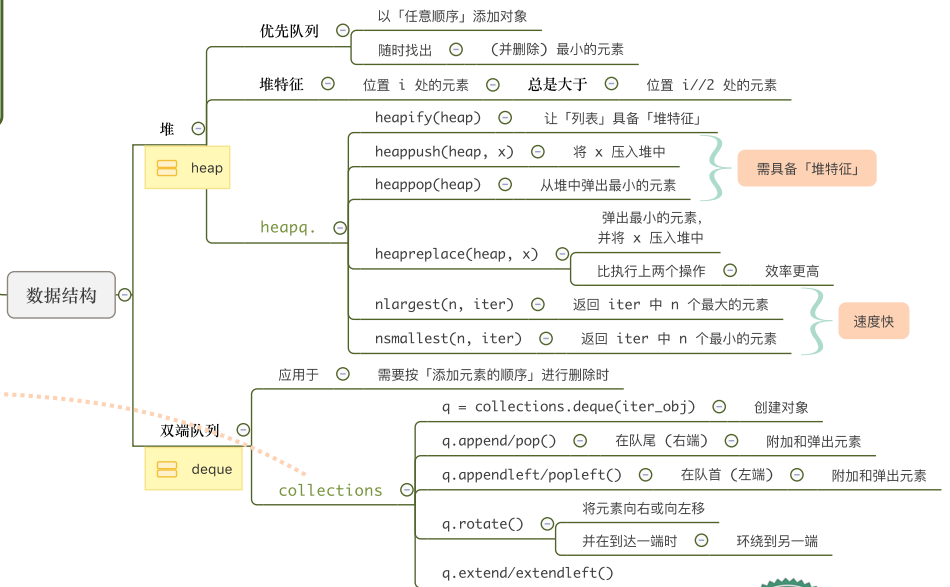 数据结构
堆
heap
优先队列
以「任意顺序」添加对象
随时找出
(并删除) 最小的元素
堆特征
位置 i 处的元素
总是大于
位置 i//2 处的元素
heapq.
heapify(heap)
让「列表」具备「堆特征」
heappush(heap, x)
将 x 压入堆中
heappop(heap)
从堆中弹出最小的元素
需具备「堆特征」
heapreplace(heap, x)
弹出最小的元素,
并将 x 压入堆中
比执行上两个操作
效率更高
nlargest(n, iter)
返回 iter 中 n 个最大的元素
nsmallest(n, iter)
返回 iter 中 n 个最小的元素
速度快
双端队列
deque
应用于
需要按「添加元素的顺序」进行删除时
collections
q = collections.deque(iter_obj)
创建对象
q.append/pop()
在队尾 (右端)
附加和弹出元素
q.appendleft/popleft()
在队首 (左端)
附加和弹出元素
q.rotate()
将元素向右或向左移
并在到达一端时
环绕到另一端
q.extend/extendleft()